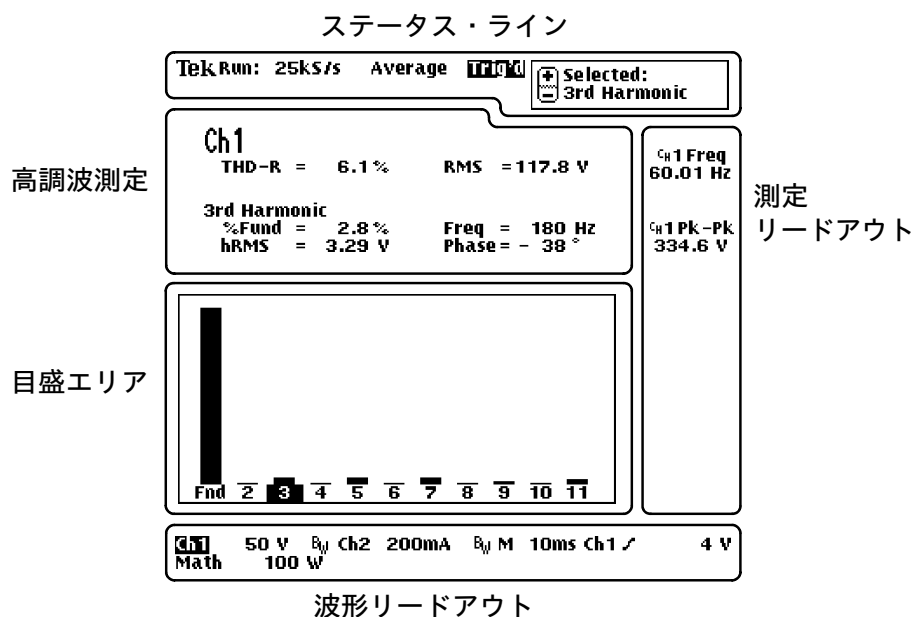 ステータス・ライン
Tek Run: 25kS/s Average Trig'd
Selected:
3rd Harmonic
高調波測定
Ch1
THD-R = 6.1% RMS =117.8 V
3rd Harmonic
%Fund = 2.8% Freq = 180 Hz
hRMS = 3.29 V Phase= - 38°
CH1 Freq
60.01 Hz
CH1 Pk-Pk
334.6 V
測定
リードアウト
目盛エリア
Fnd 2 3 4 5 6 7 8 9 10 11
Ch1 50 V BW Ch2 200mA BW M 10ms Ch1 4 V
Math 100 W
波形リードアウト